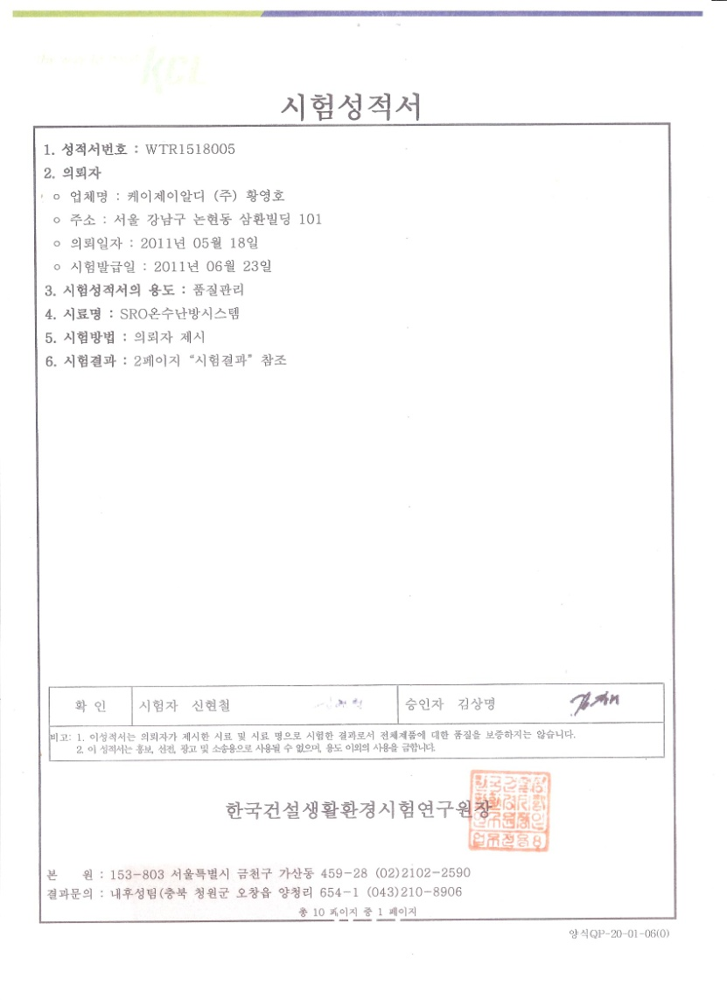 시험성적서
1. 성적서번호 : WTR1518005
2. 의뢰자
○ 업체명 : 케이제이알디 (주) 황영호
○ 주소 : 서울 강남구 논현동 삼환빌딩 101
○ 의뢰일자 : 2011년 05월 18일
○ 시험발급일 : 2011년 06월 23일
3. 시험성적서의 용도 : 품질관리
4. 시료명 : SRO온수난방시스템
5. 시험방법 : 의뢰자 제시
6. 시험결과 : 2페이지 “시험결과” 참조
확 인 시험자 신현철 승인자 김상명
비고: 1. 이성적서는 의뢰자가 제시한 시료 및 시료 명으로 시험한 결과로서 전체제품에 대한 품질을 보증하지는 않습니다.
2. 이 성적서는 홍보, 선전, 광고 및 소송용으로 사용될 수 없으며, 용도 이외의 사용을 금합니다.
한국건설생활환경시험연구원장
본 원 : 153-803 서울특별시 금천구 가산동 459-28 (02)2102-2590
결과문의 : 내후성팀(충북 청원군 오창읍 양청리 654-1 (043)210-8906
총 10 페이지 중 1 페이지
양식QP-20-01-06(0)